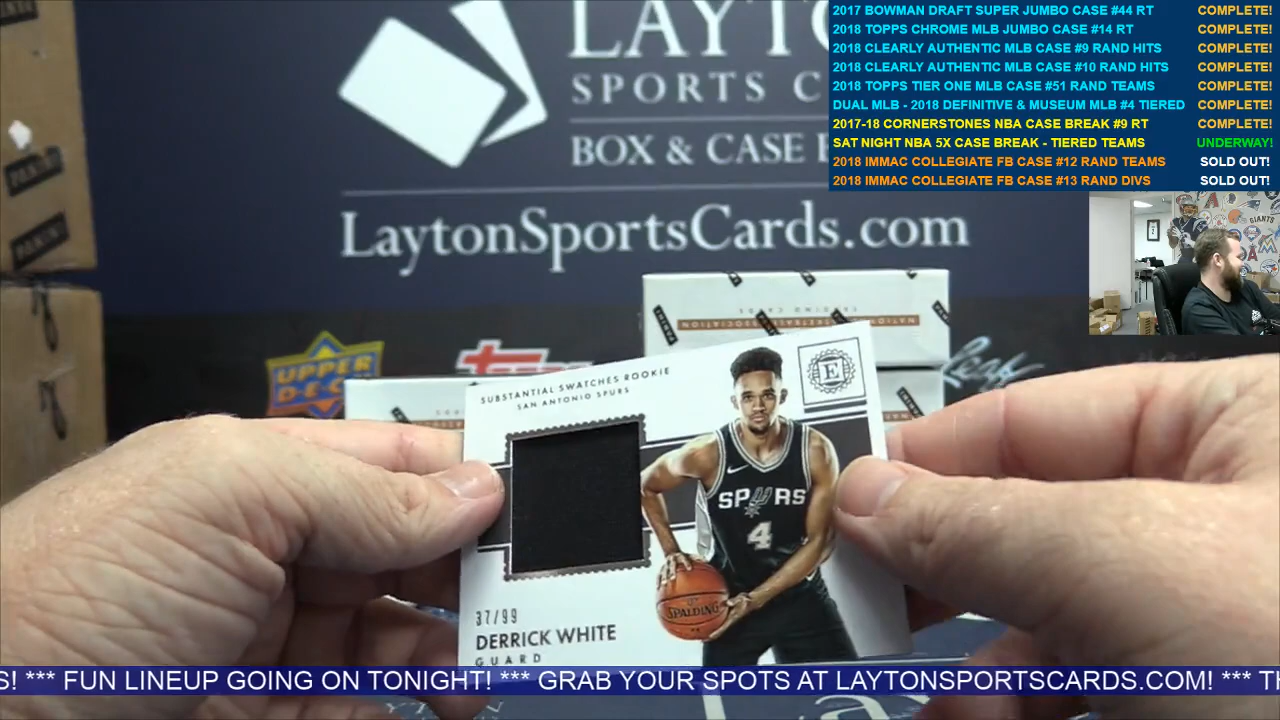 2017 BOWMAN DRAFT SUPER JUMBO CASE #44 RT COMPLETE!
2018 TOPPS CHROME MLB JUMBO CASE #14 RT COMPLETE!
2018 CLEARLY AUTHENTIC MLB CASE #9 RAND HITS COMPLETE!
2018 CLEARLY AUTHENTIC MLB CASE #10 RAND HITS COMPLETE!
2018 TOPPS TIER ONE MLB CASE #51 RAND TEAMS COMPLETE!
DUAL MLB - 2018 DEFINITIVE & MUSEUM MLB #4 TIERED COMPLETE!
2017-18 CORNERSTONES NBA CASE BREAK #9 RT COMPLETE!
SAT NIGHT NBA 5X CASE BREAK - TIERED TEAMS UNDERWAY!
2018 IMMAC COLLEGIATE FB CASE #12 RAND TEAMS SOLD OUT!
2018 IMMAC COLLEGIATE FB CASE #13 RAND DIVS SOLD OUT!
LAYTO
SPORTS C
BOX & CASE
LaytonSportsCards.com
GIANTS
PANINI
PANINI
UPPER
DEC
Leaf
SUBSTANTIAL SWATCHES ROOKIE
SAN ANTONIO SPURS
E
SPURS
4
SPALDING
37/99
DERRICK WHITE
GUARD
S! *** FUN LINEUP GOING ON TONIGHT! *** GRAB YOUR SPOTS AT LAYTONSPORTSCARDS.COM! *** TH